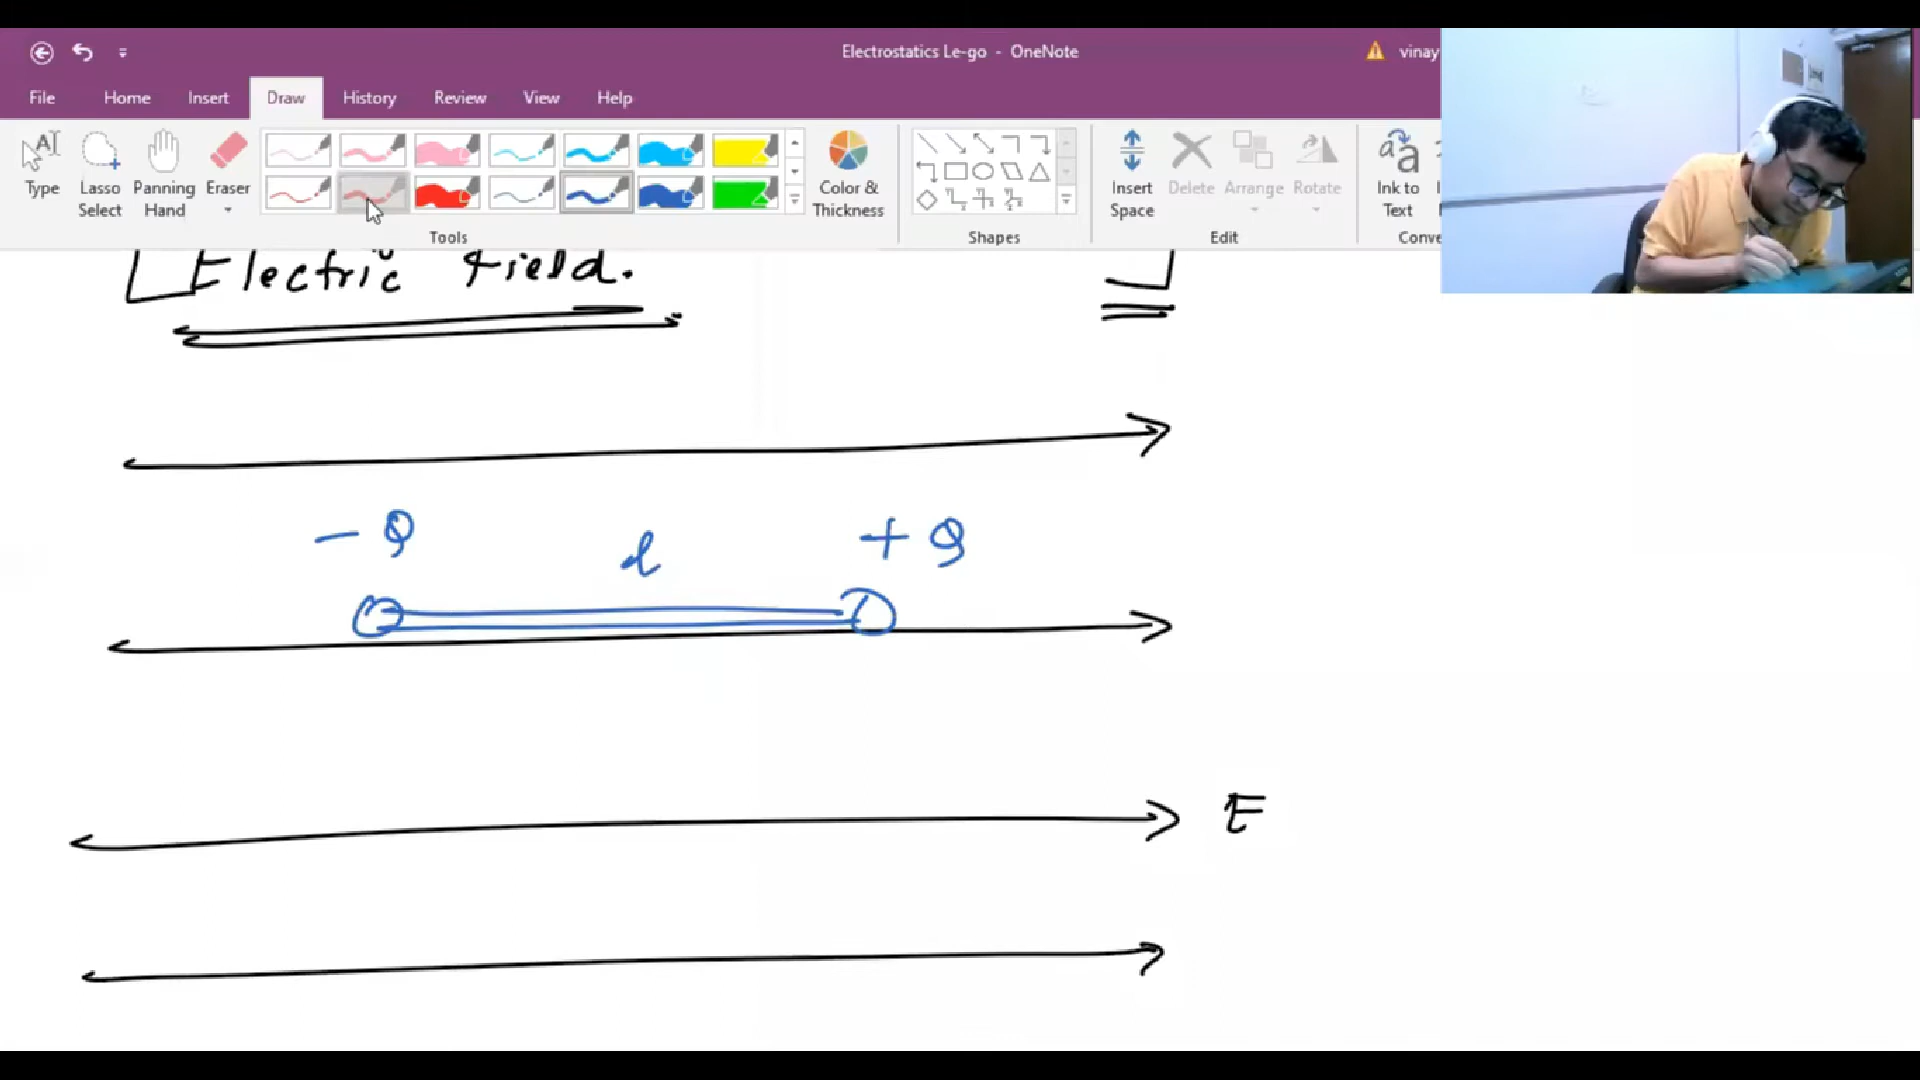 Electrostatics Le-go - OneNote
vinay
File Home Insert Draw History Review View Help
Type
Lasso Select
Panning Hand
Eraser
Color & Thickness
Insert Space
Delete
Arrange
Rotate
Ink to Text
Tools
Shapes
Edit
Conve
Electric Field.
- Q
d
+ Q
E